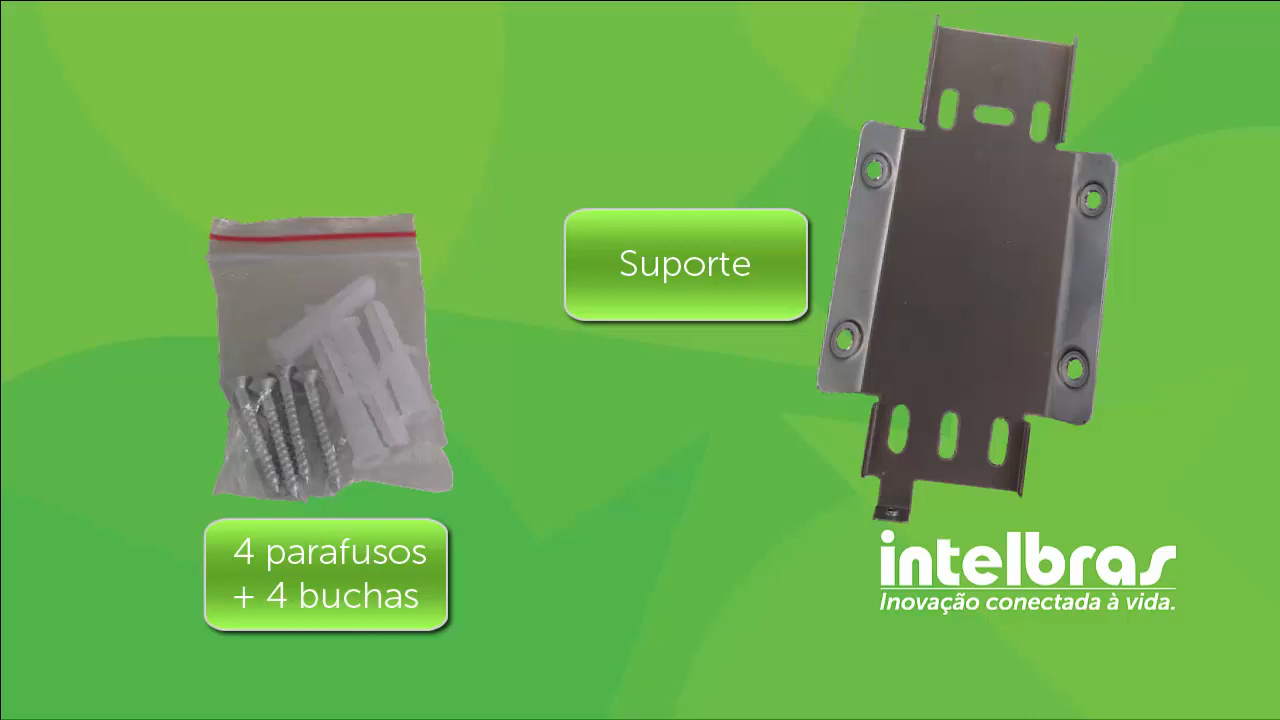 Suporte
4 parafusos
+ 4 buchas
intelbras
Inovação conectada à vida.